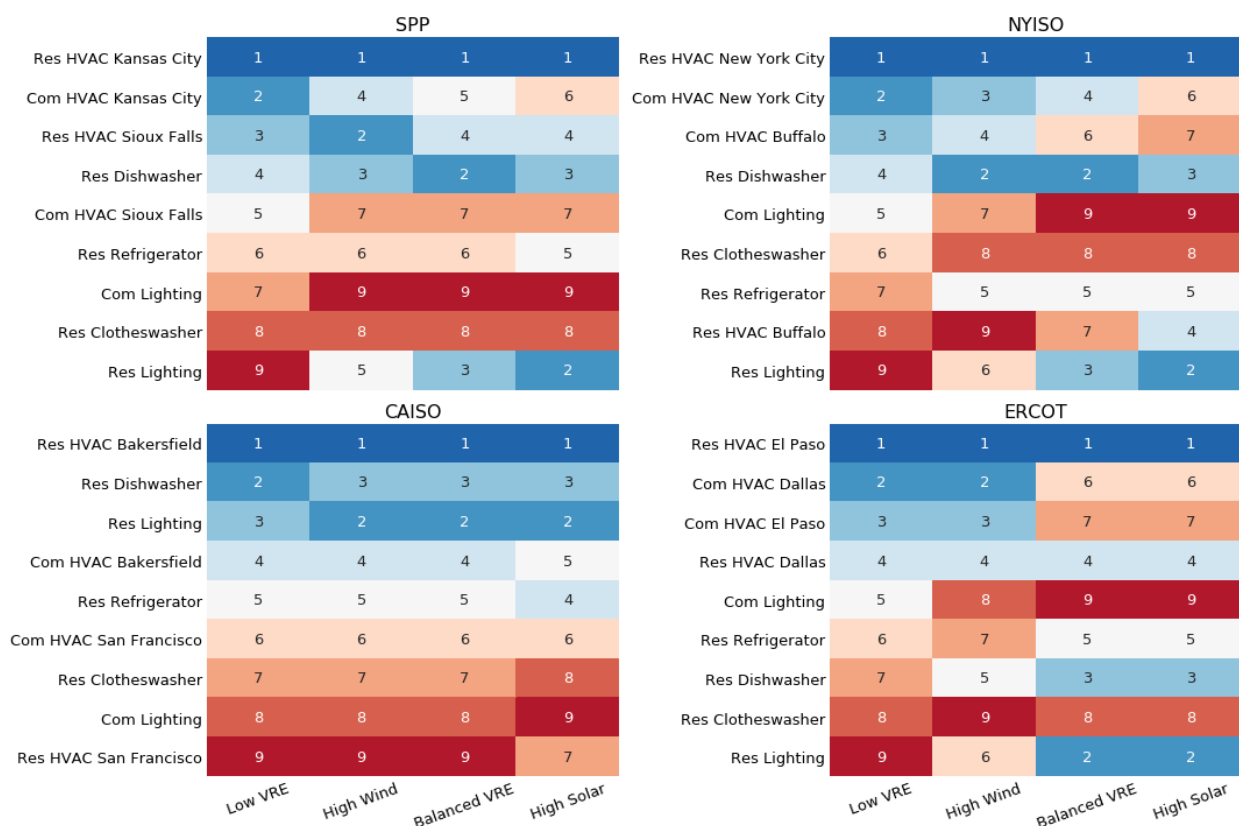 SPP
Res HVAC Kansas City 1 1 1 1
Com HVAC Kansas City 2 4 5 6
Res HVAC Sioux Falls 3 2 4 4
Res Dishwasher 4 3 2 3
Com HVAC Sioux Falls 5 7 7 7
Res Refrigerator 6 6 6 5
Com Lighting 7 9 9 9
Res Clotheswasher 8 8 8 8
Res Lighting 9 5 3 2
NYISO
Res HVAC New York City 1 1 1 1
Com HVAC New York City 2 3 4 6
Com HVAC Buffalo 3 4 6 7
Res Dishwasher 4 2 2 3
Com Lighting 5 7 9 9
Res Clotheswasher 6 8 8 8
Res Refrigerator 7 5 5 5
Res HVAC Buffalo 8 9 7 4
Res Lighting 9 6 3 2
CAISO
Res HVAC Bakersfield 1 1 1 1
Res Dishwasher 2 3 3 3
Res Lighting 3 2 2 2
Com HVAC Bakersfield 4 4 4 5
Res Refrigerator 5 5 5 4
Com HVAC San Francisco 6 6 6 6
Res Clotheswasher 7 7 7 8
Com Lighting 8 8 8 9
Res HVAC San Francisco 9 9 9 7
Low VRE High Wind Balanced VRE High Solar
ERCOT
Res HVAC El Paso 1 1 1 1
Com HVAC Dallas 2 2 6 6
Com HVAC El Paso 3 3 7 7
Res HVAC Dallas 4 4 4 4
Com Lighting 5 8 9 9
Res Refrigerator 6 7 5 5
Res Dishwasher 7 5 3 3
Res Clotheswasher 8 9 8 8
Res Lighting 9 6 2 2
Low VRE High Wind Balanced VRE High Solar